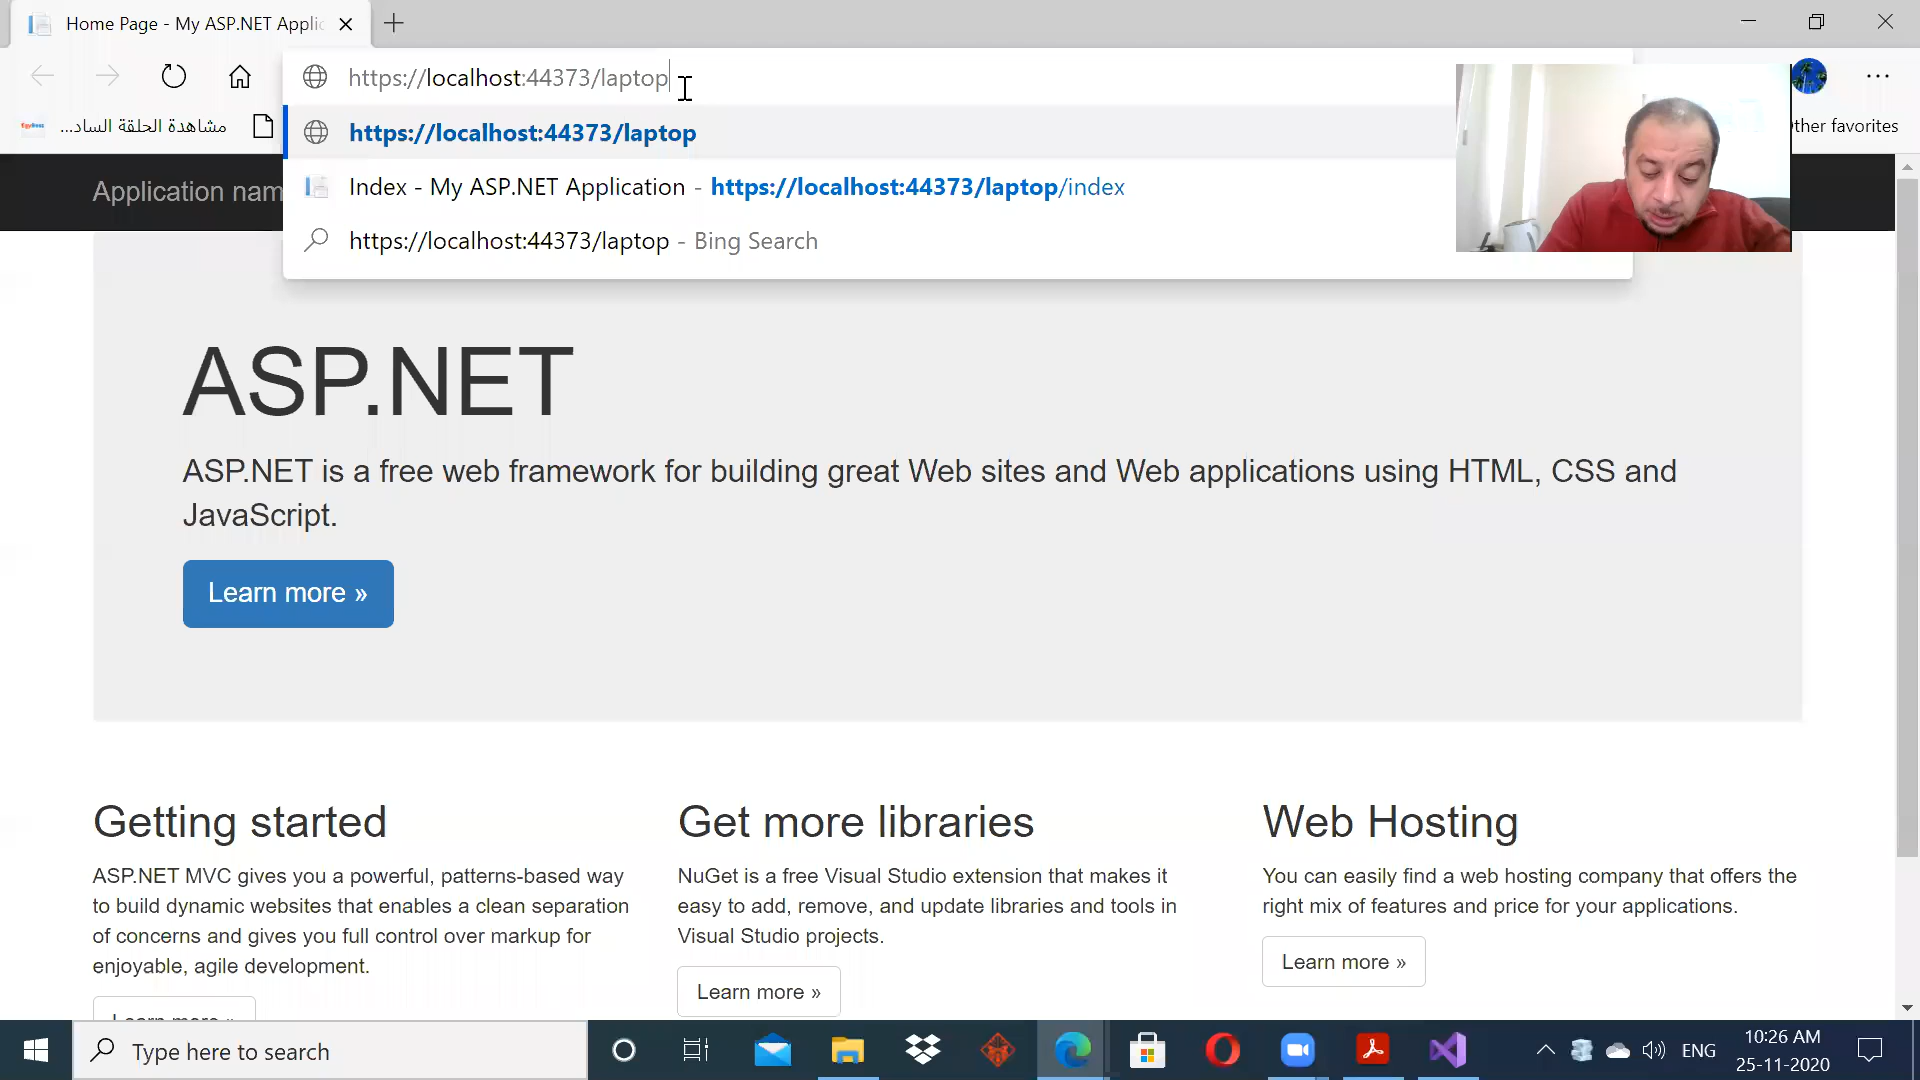 Home Page - My ASP.NET Applic
https://localhost:44373/laptop
مشاهدة الحلقة الساد...
ther favorites
https://localhost:44373/laptop
Index - My ASP.NET Application - https://localhost:44373/laptop/index
https://localhost:44373/laptop - Bing Search
Application nam
ASP.NET
ASP.NET is a free web framework for building great Web sites and Web applications using HTML, CSS and
JavaScript.
Learn more »
Getting started
ASP.NET MVC gives you a powerful, patterns-based way
to build dynamic websites that enables a clean separation
of concerns and gives you full control over markup for
enjoyable, agile development.
Learn more »
Get more libraries
NuGet is a free Visual Studio extension that makes it
easy to add, remove, and update libraries and tools in
Visual Studio projects.
Learn more »
Web Hosting
You can easily find a web hosting company that offers the
right mix of features and price for your applications.
Learn more »
Type here to search
ENG
10:26 AM
25-11-2020